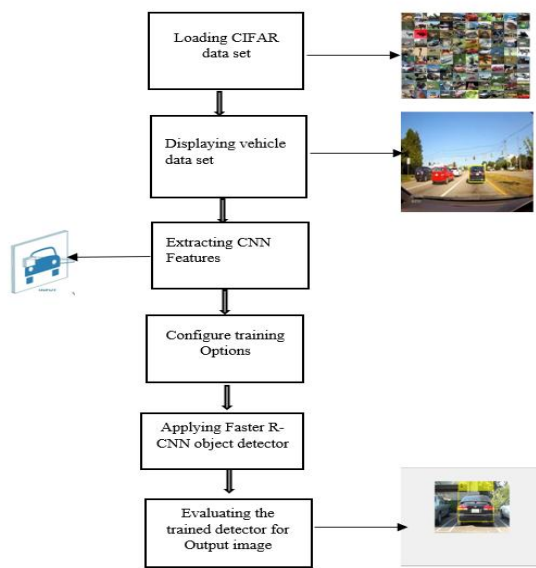 Loading CIFAR
data set
Displaying vehicle
data set
Extracting CNN
Features
Configure training
Options
Applying Faster R-
CNN object detector
Evaluating the
trained detector for
Output image